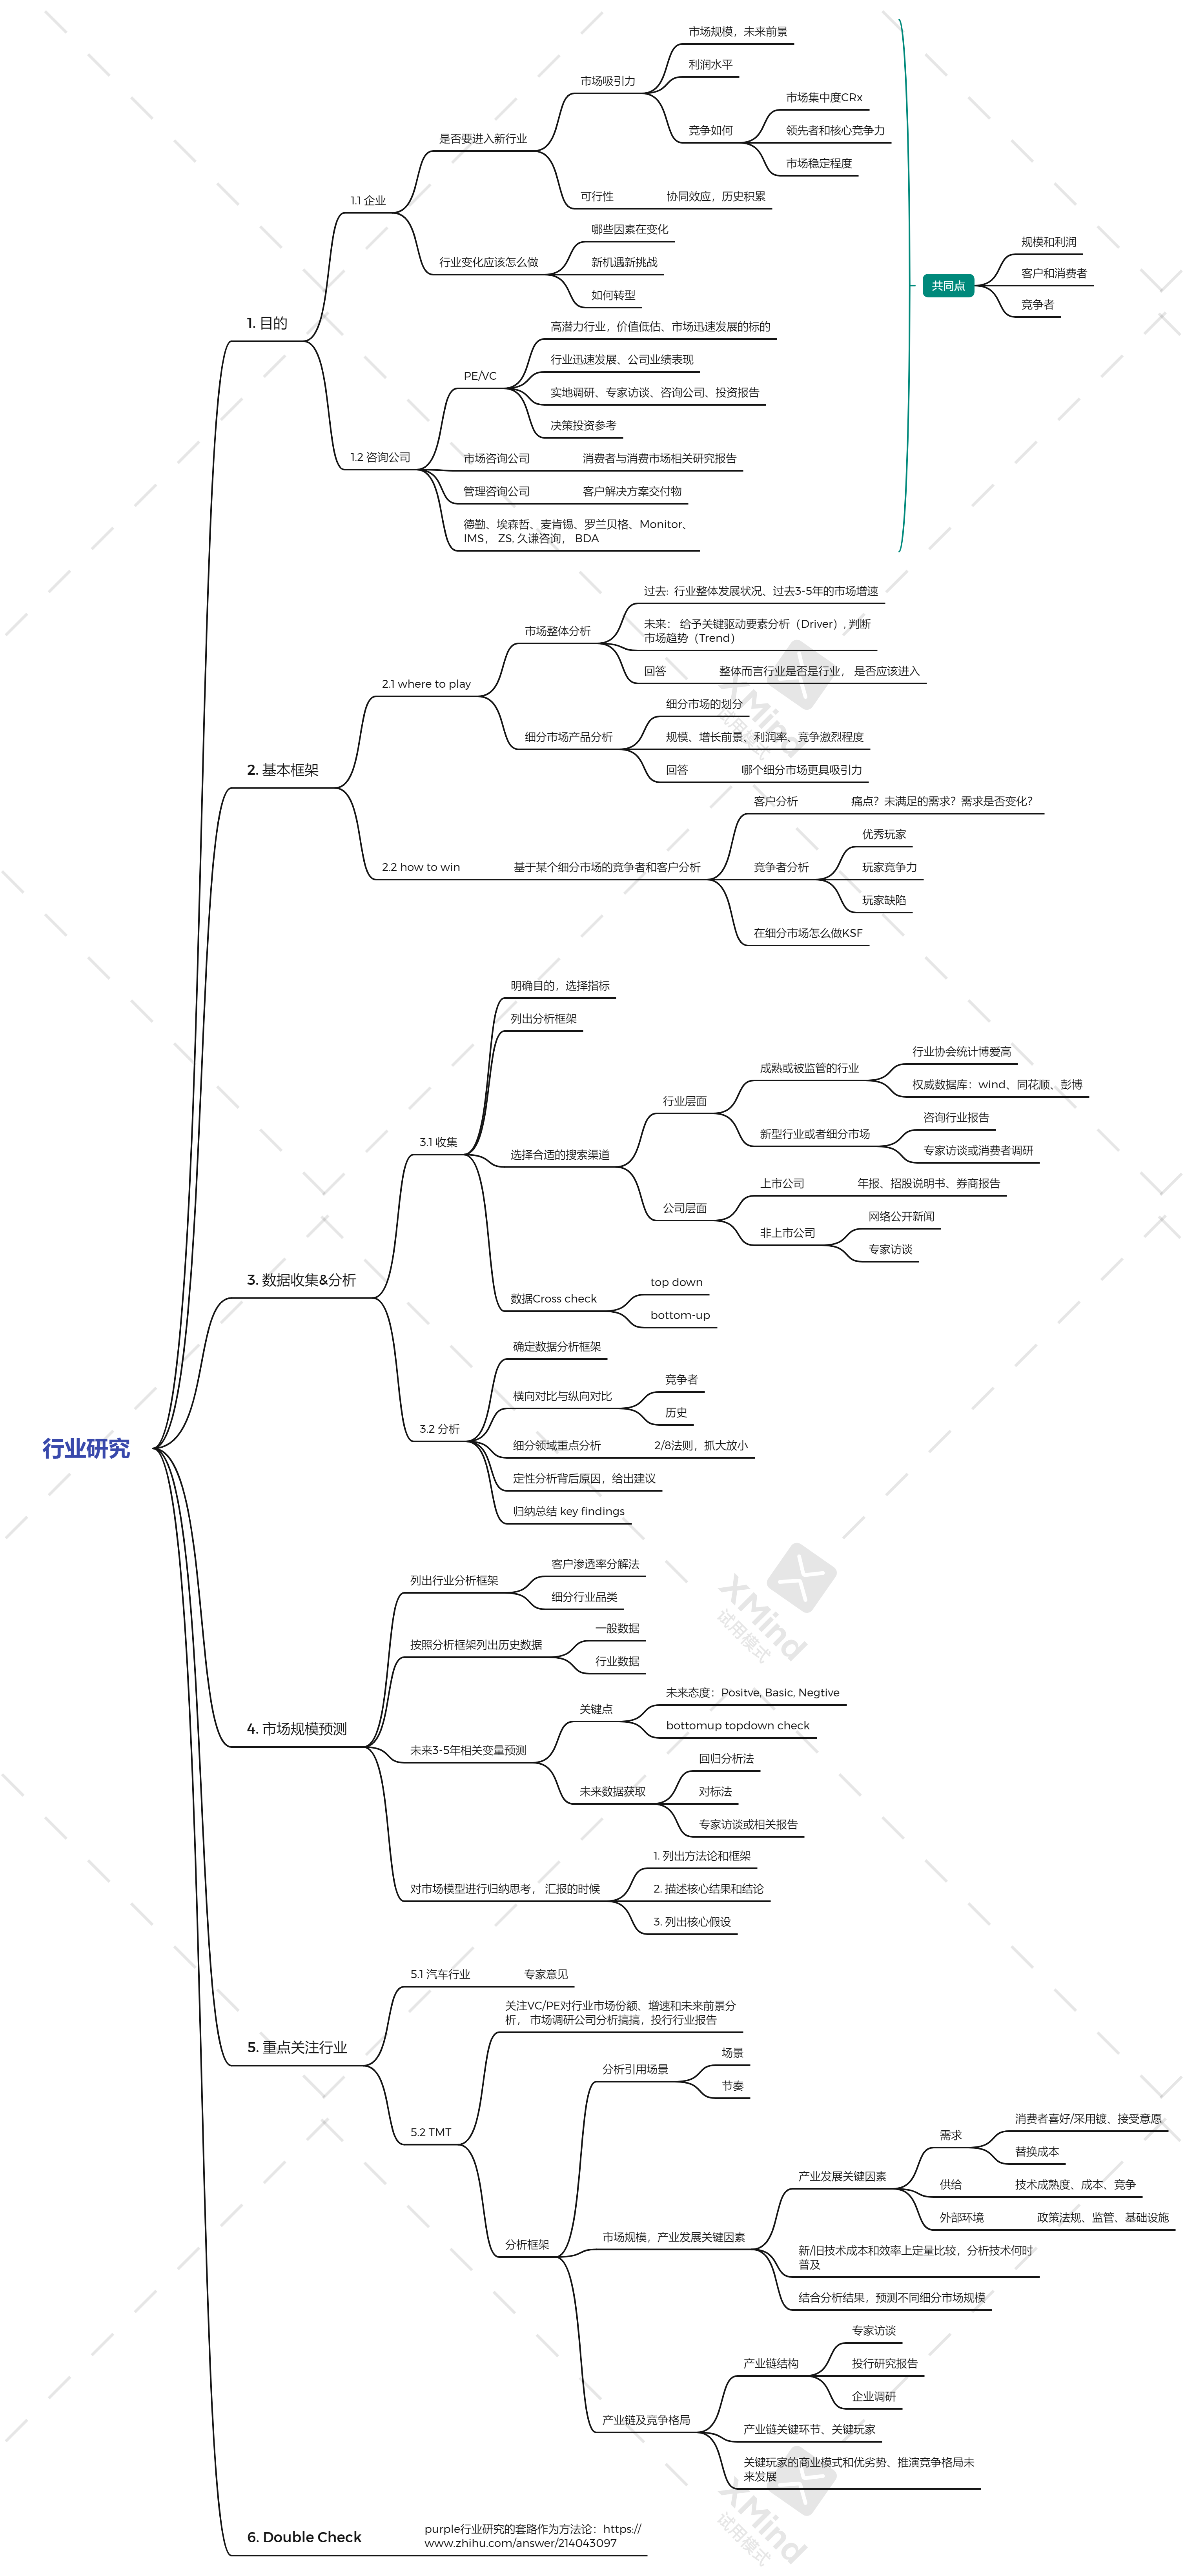 行业研究
1. 目的
1.1 企业
是否要进入新行业
市场吸引力
市场规模，未来前景
利润水平
竞争如何
市场集中度CRx
领先者和核心竞争力
市场稳定程度
可行性
协同效应，历史积累
行业变化应该怎么做
哪些因素在变化
新机遇新挑战
如何转型
1.2 咨询公司
PE/VC
高潜力行业，价值低估、市场迅速发展的标的
行业迅速发展、公司业绩表现
实地调研、专家访谈、咨询公司、投资报告
决策投资参考
市场咨询公司
消费者与消费市场相关研究报告
管理咨询公司
客户解决方案交付物
德勤、埃森哲、麦肯锡、罗兰贝格、Monitor、
IMS， ZS, 久谦咨询， BDA
共同点
规模和利润
客户和消费者
竞争者
2. 基本框架
2.1 where to play
市场整体分析
过去：行业整体发展状况、过去3-5年的市场增速
未来： 给予关键驱动要素分析（Driver）, 判断
市场趋势（Trend）
回答
整体而言行业是否是行业， 是否应该进入
细分市场产品分析
细分市场的划分
规模、增长前景、利润率、竞争激烈程度
回答
哪个细分市场更具吸引力
2.2 how to win
基于某个细分市场的竞争者和客户分析
客户分析
痛点？未满足的需求？需求是否变化？
竞争者分析
优秀玩家
玩家竞争力
玩家缺陷
在细分市场怎么做KSF
3. 数据收集&分析
3.1 收集
明确目的，选择指标
列出分析框架
选择合适的搜索渠道
行业层面
成熟或被监管的行业
行业协会统计博爱高
权威数据库：wind、同花顺、彭博
新型行业或者细分市场
咨询行业报告
专家访谈或消费者调研
公司层面
上市公司
年报、招股说明书、券商报告
非上市公司
网络公开新闻
专家访谈
数据Cross check
top down
bottom-up
3.2 分析
确定数据分析框架
横向对比与纵向对比
竞争者
历史
细分领域重点分析
2/8法则，抓大放小
定性分析背后原因，给出建议
归纳总结 key findings
4. 市场规模预测
列出行业分析框架
客户渗透率分解法
细分行业品类
按照分析框架列出历史数据
一般数据
行业数据
未来3-5年相关变量预测
关键点
未来态度：Positve, Basic, Negtive
bottomup topdown check
未来数据获取
回归分析法
对标法
专家访谈或相关报告
对市场模型进行归纳思考， 汇报的时候
1. 列出方法论和框架
2. 描述核心结果和结论
3. 列出核心假设
5. 重点关注行业
5.1 汽车行业
专家意见
5.2 TMT
关注VC/PE对行业市场份额、增速和未来前景分
析， 市场调研公司分析搞搞，投行行业报告
分析框架
分析引用场景
场景
节奏
市场规模，产业发展关键因素
产业发展关键因素
需求
消费者喜好/采用镀、接受意愿
替换成本
供给
技术成熟度、成本、竞争
外部环境
政策法规、监管、基础设施
新/旧技术成本和效率上定量比较，分析技术何时
普及
结合分析结果，预测不同细分市场规模
产业链及竞争格局
产业链结构
专家访谈
投行研究报告
企业调研
产业链关键环节、关键玩家
关键玩家的商业模式和优劣势、推演竞争格局未
来发展
6. Double Check
purple行业研究的套路作为方法论：https://
www.zhihu.com/answer/214043097
XMind
试用模式
XMind
试用模式
XMind
试用模式